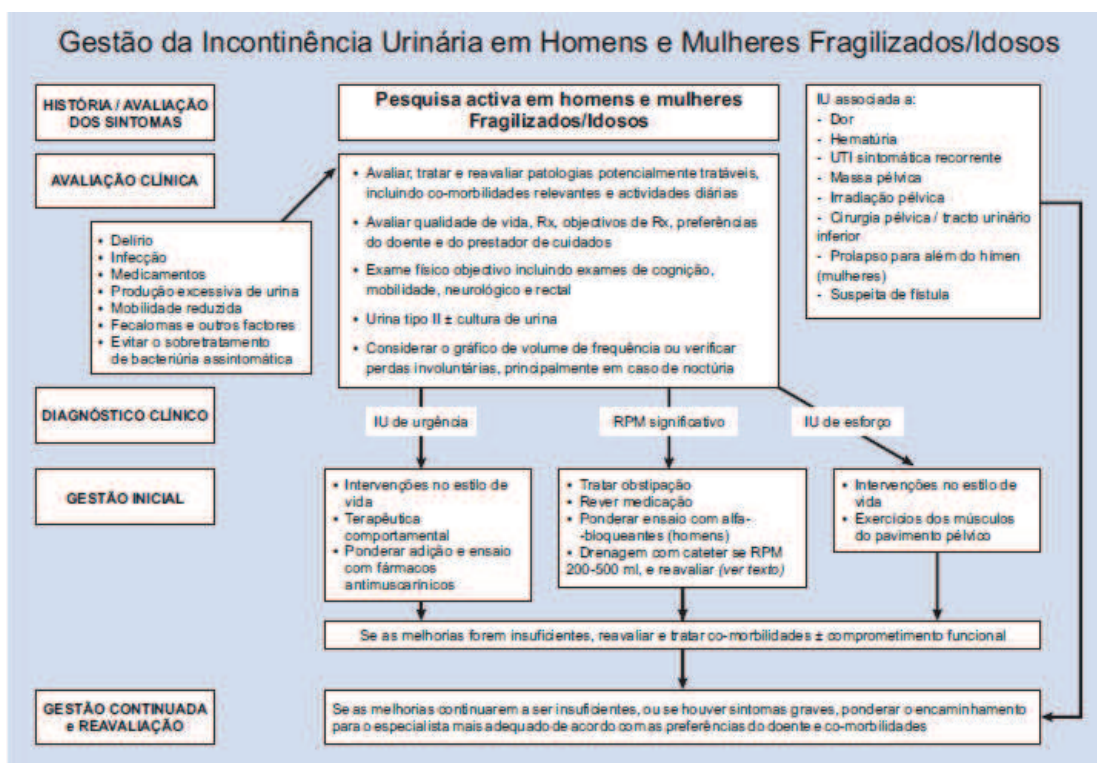 Gestão da Incontinência Urinária em Homens e Mulheres Fragilizados/Idosos
HISTÓRIA / AVALIAÇÃO
DOS SINTOMAS
Pesquisa activa em homens e mulheres
Fragilizados/Idosos
IU associada a:
- Dor
- Hematúria
- UTI sintomática recorrente
- Massa pélvica
- Irradiação pélvica
- Cirurgia pélvica / tracto urinário
inferior
- Prolapso para além do hímen
(mulheres)
- Suspeita de fístula
AVALIAÇÃO CLÍNICA
• Delírio
• Infecção
• Medicamentos
• Produção excessiva de urina
• Mobilidade reduzida
• Fecalomas e outros factores
• Evitar o sobretratamento
de bacteriúria assintomática
• Avaliar, tratar e reavaliar patologias potencialmente tratáveis,
incluindo co-morbilidades relevantes e actividades diárias
• Avaliar qualidade de vida, Rx, objectivos de Rx, preferências
do doente e do prestador de cuidados
• Exame físico objectivo incluindo exames de cognição,
mobilidade, neurológico e rectal
• Urina tipo II ± cultura de urina
• Considerar o gráfico de volume de frequência ou verificar
perdas involuntárias, principalmente em caso de noctúria
DIAGNÓSTICO CLÍNICO
IU de urgência
RPM significativo
IU de esforço
GESTÃO INICIAL
• Intervenções no estilo de
vida
• Terapêutica
comportamental
• Ponderar adição e ensaio
com fármacos
antimuscarínicos
• Tratar obstipação
• Rever medicação
• Ponderar ensaio com alfa-
-bloqueantes (homens)
• Drenagem com cateter se RPM
200-500 ml, e reavaliar (ver texto)
• Intervenções no estilo de
vida
• Exercícios dos músculos
do pavimento pélvico
Se as melhorias forem insuficientes, reavaliar e tratar co-morbilidades ± comprometimento funcional
GESTÃO CONTINUADA
e REAVALIAÇÃO
Se as melhorias continuarem a ser insuficientes, ou se houver sintomas graves, ponderar o encaminhamento
para o especialista mais adequado de acordo com as preferências do doente e co-morbilidades